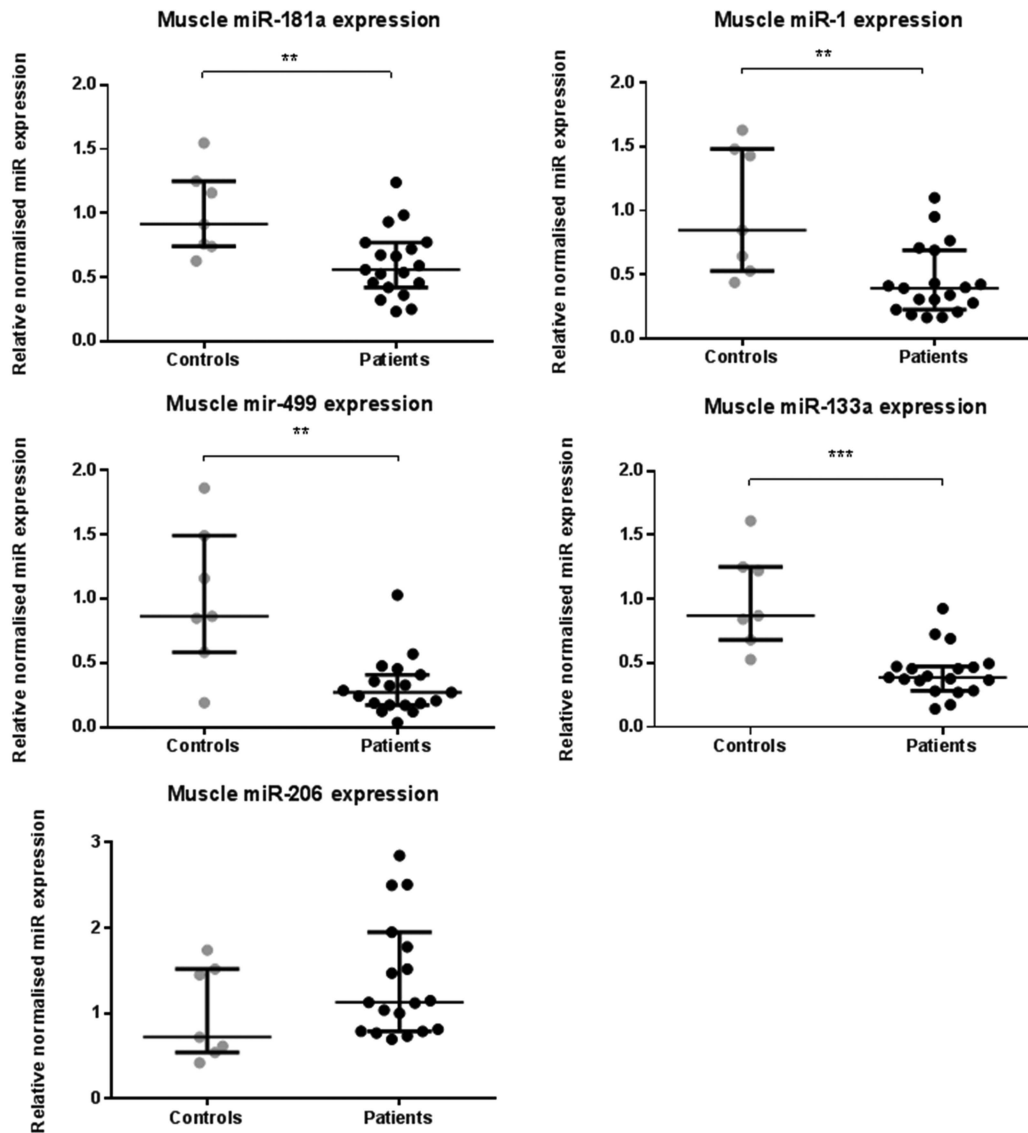 Muscle miR-181a expression
**
Relative normalised miR expression
2.0
1.5
1.0
0.5
0.0
Controls Patients
Muscle miR-1 expression
**
Relative normalised miR expression
2.0
1.5
1.0
0.5
0.0
Controls Patients
Muscle mir-499 expression
**
Relative normalised miR expression
2.0
1.5
1.0
0.5
0.0
Controls Patients
Muscle miR-133a expression
***
Relative normalised miR expression
2.0
1.5
1.0
0.5
0.0
Controls Patients
Muscle miR-206 expression
Relative normalised miR expression
3
2
1
0
Controls Patients